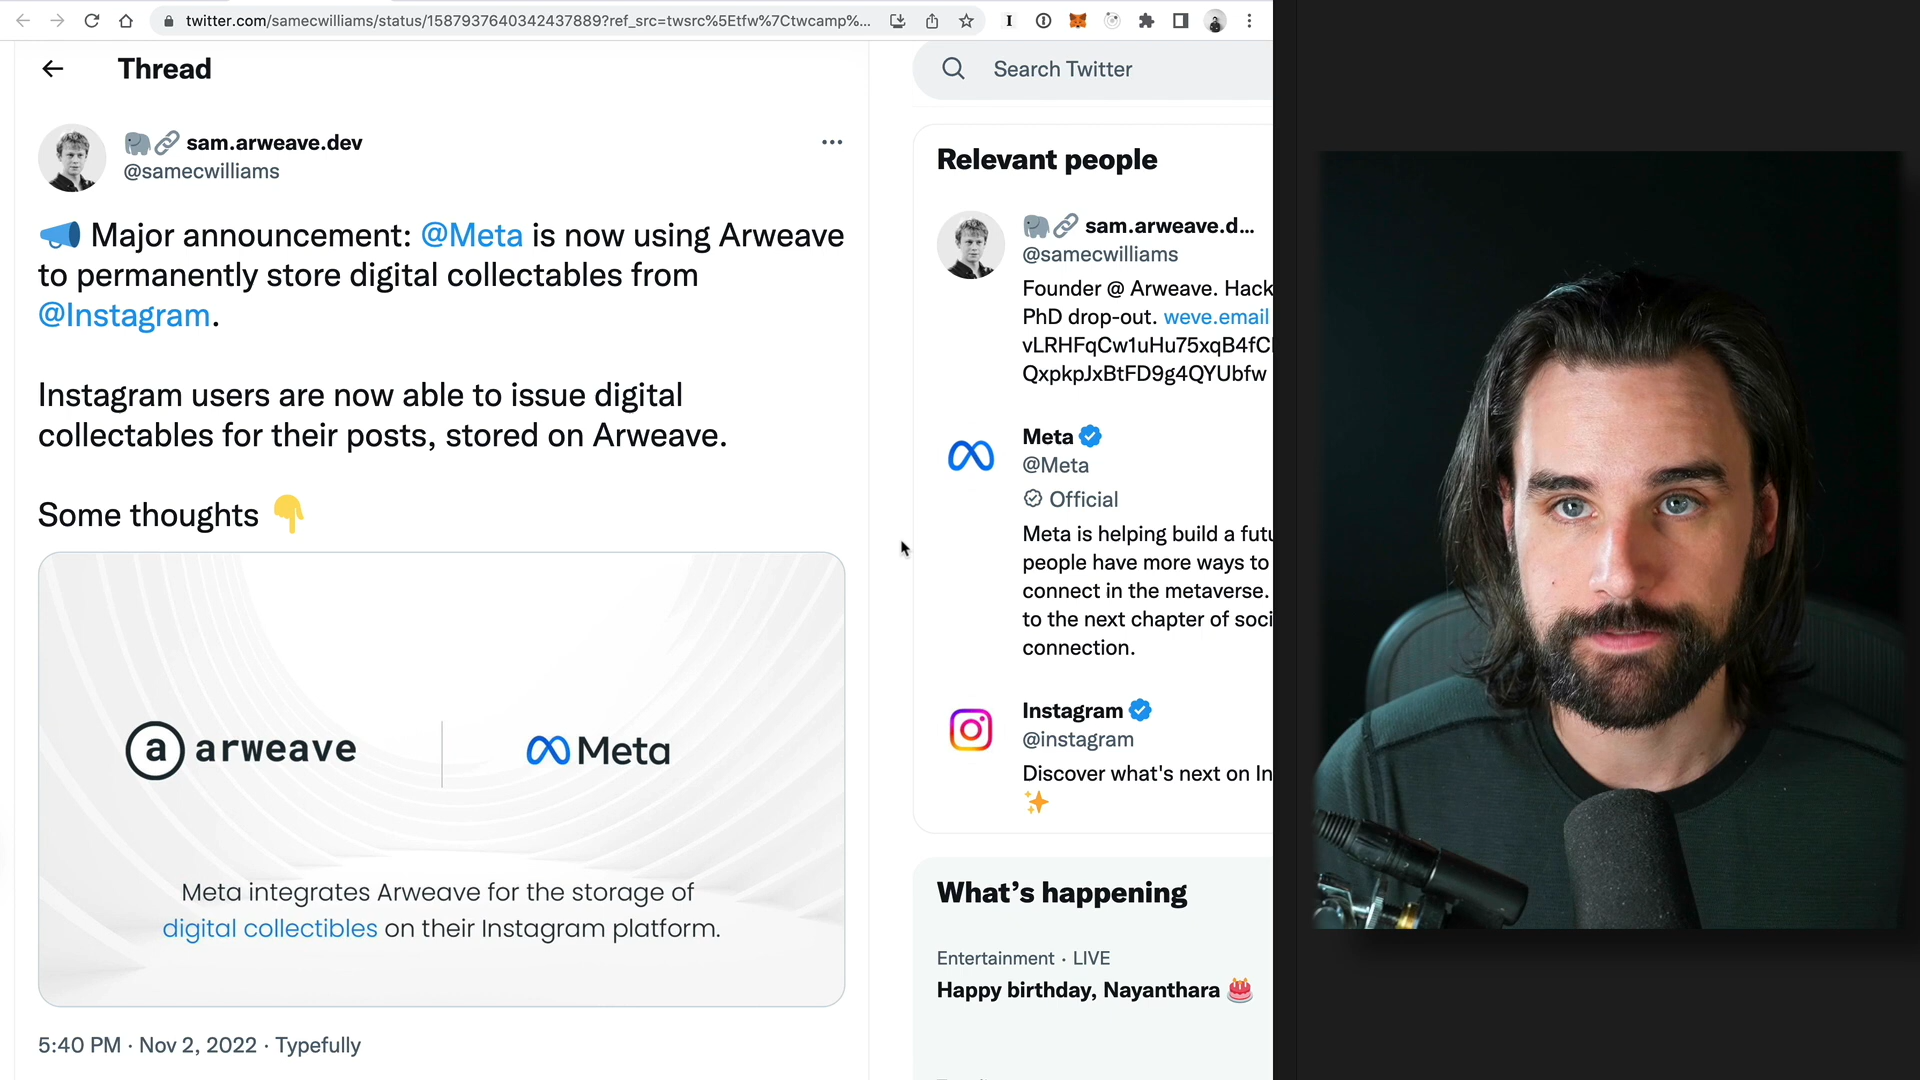 twitter.com/samecwilliams/status/1587937640342437889?ref_src=twsrc%5Etfw%7Ctwcamp%...
Thread
sam.arweave.dev
@samecwilliams
Major announcement: @Meta is now using Arweave
to permanently store digital collectables from
@Instagram.
Instagram users are now able to issue digital
collectables for their posts, stored on Arweave.
Some thoughts
a arweave
Meta
Meta integrates Arweave for the storage of
digital collectibles on their Instagram platform.
5:40 PM · Nov 2, 2022 · Typefully
Search Twitter
Relevant people
sam.arweave.d...
@samecwilliams
Founder @ Arweave. Hack
PhD drop-out. weve.email
vLRHFqCw1uHu75xqB4fC
QxpkpJxBtFD9g4QYUbfw
Meta
@Meta
Official
Meta is helping build a futu
people have more ways to
connect in the metaverse.
to the next chapter of soci
connection.
Instagram
@instagram
Discover what's next on In
What's happening
Entertainment · LIVE
Happy birthday, Nayanthara